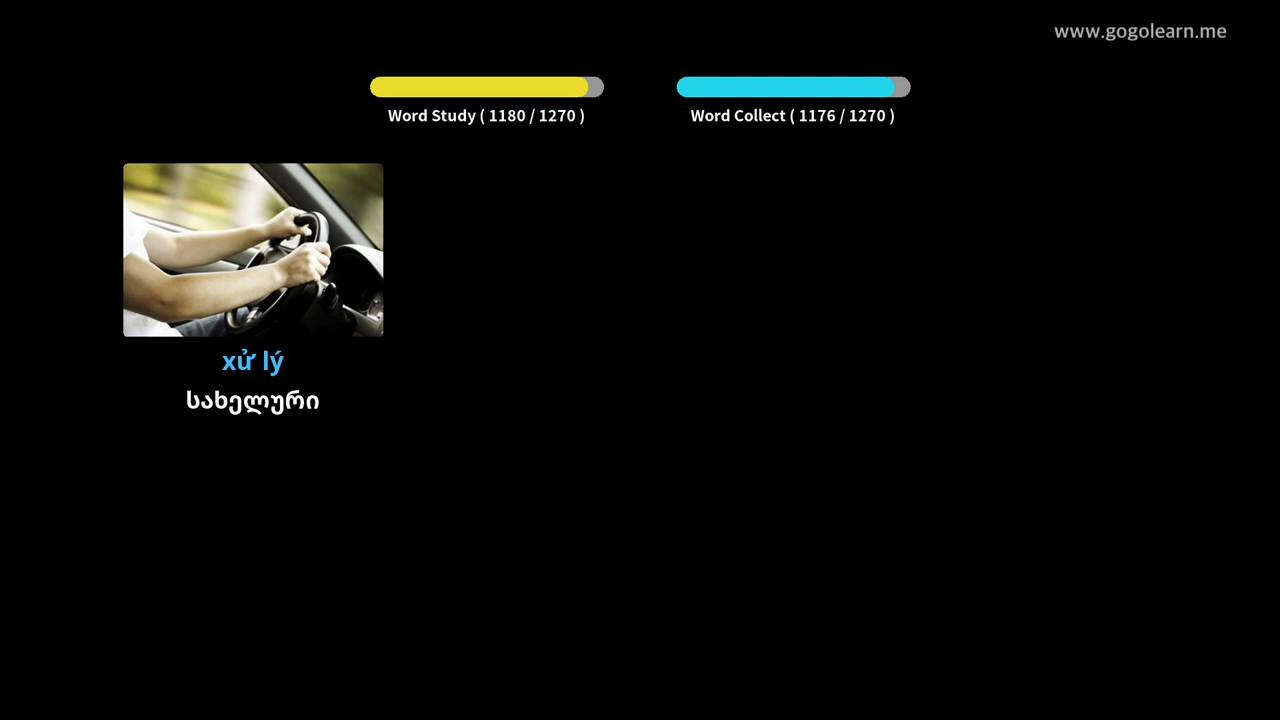 www.gogolearn.me
Word Study ( 1180 / 1270 )
Word Collect ( 1176 / 1270 )
xử lý
სახელური